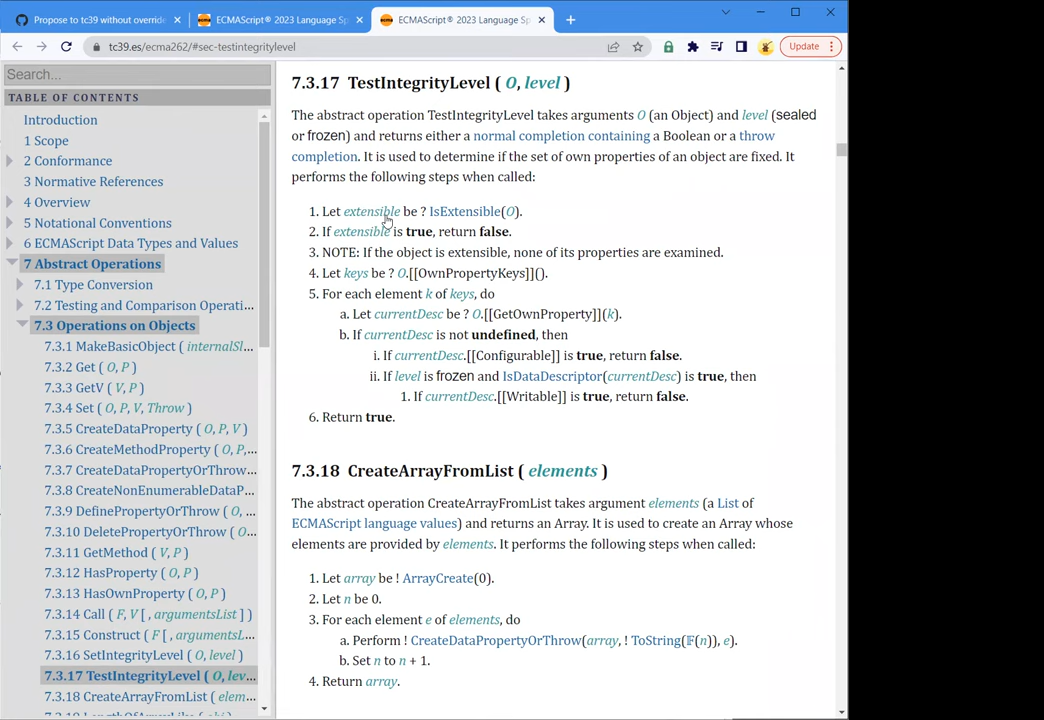 Propose to tc39 without override
ECMAScript® 2023 Language Sp
ECMAScript® 2023 Language Sp
tc39.es/ecma262/#sec-testintegritylevel
Update
Search...
TABLE OF CONTENTS
Introduction
1 Scope
2 Conformance
3 Normative References
4 Overview
5 Notational Conventions
6 ECMAScript Data Types and Values
7 Abstract Operations
7.1 Type Conversion
7.2 Testing and Comparison Operati...
7.3 Operations on Objects
7.3.1 MakeBasicObject ( internalSl...
7.3.2 Get ( O, P )
7.3.3 GetV ( V, P )
7.3.4 Set ( O, P, V, Throw )
7.3.5 CreateDataProperty ( O, P, V )
7.3.6 CreateMethodProperty ( O, P,...
7.3.7 CreateDataPropertyOrThrow...
7.3.8 CreateNonEnumerableDataP...
7.3.9 DefinePropertyOrThrow ( O, ...
7.3.10 DeletePropertyOrThrow ( O...
7.3.11 GetMethod ( V, P )
7.3.12 HasProperty ( O, P )
7.3.13 HasOwnProperty ( O, P )
7.3.14 Call ( F, V [ , argumentsList ] )
7.3.15 Construct ( F [ , argumentsL...
7.3.16 SetIntegrityLevel ( O, level )
7.3.17 TestIntegrityLevel ( O, lev...
7.3.18 CreateArrayFromList ( elem...
7.3.17 TestIntegrityLevel ( O, level )
The abstract operation TestIntegrityLevel takes arguments O (an Object) and level (sealed
or frozen) and returns either a normal completion containing a Boolean or a throw
completion. It is used to determine if the set of own properties of an object are fixed. It
performs the following steps when called:
1. Let extensible be ? IsExtensible(O).
2. If extensible is true, return false.
3. NOTE: If the object is extensible, none of its properties are examined.
4. Let keys be ? O.[[OwnPropertyKeys]]().
5. For each element k of keys, do
a. Let currentDesc be ? O.[[GetOwnProperty]](k).
b. If currentDesc is not undefined, then
i. If currentDesc.[[Configurable]] is true, return false.
ii. If level is frozen and IsDataDescriptor(currentDesc) is true, then
1. If currentDesc.[[Writable]] is true, return false.
6. Return true.
7.3.18 CreateArrayFromList ( elements )
The abstract operation CreateArrayFromList takes argument elements (a List of
ECMAScript language values) and returns an Array. It is used to create an Array whose
elements are provided by elements. It performs the following steps when called:
1. Let array be ! ArrayCreate(0).
2. Let n be 0.
3. For each element e of elements, do
a. Perform ! CreateDataPropertyOrThrow(array, ! ToString(𝔽(n)), e).
b. Set n to n + 1.
4. Return array.